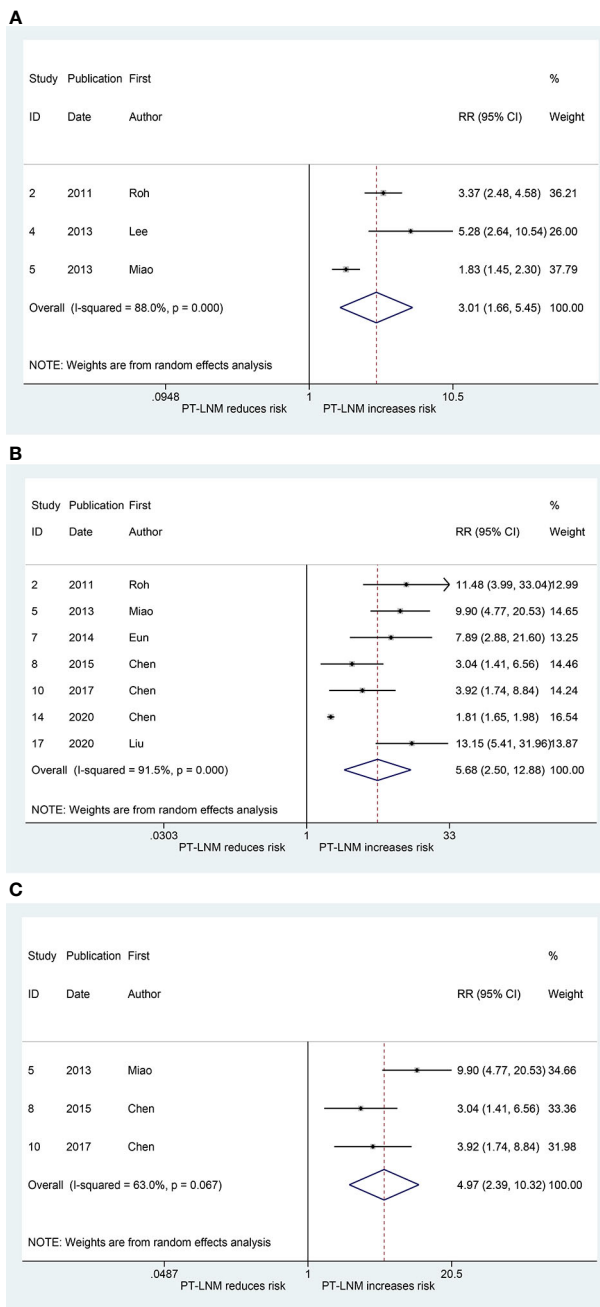 A
Study Publication First %
ID Date Author RR (95% CI) Weight
2 2011 Roh 3.37 (2.48, 4.58) 36.21
4 2013 Lee 5.28 (2.64, 10.54) 26.00
5 2013 Miao 1.83 (1.45, 2.30) 37.79
Overall (I-squared = 88.0%, p = 0.000) 3.01 (1.66, 5.45) 100.00
NOTE: Weights are from random effects analysis
.0948 1 10.5
PT-LNM reduces risk PT-LNM increases risk
B
Study Publication First %
ID Date Author RR (95% CI) Weight
2 2011 Roh 11.48 (3.99, 33.04) 12.99
5 2013 Miao 9.90 (4.77, 20.53) 14.65
7 2014 Eun 7.89 (2.88, 21.60) 13.25
8 2015 Chen 3.04 (1.41, 6.56) 14.46
10 2017 Chen 3.92 (1.74, 8.84) 14.24
14 2020 Chen 1.81 (1.65, 1.98) 16.54
17 2020 Liu 13.15 (5.41, 31.96) 13.87
Overall (I-squared = 91.5%, p = 0.000) 5.68 (2.50, 12.88) 100.00
NOTE: Weights are from random effects analysis
.0303 1 33
PT-LNM reduces risk PT-LNM increases risk
C
Study Publication First %
ID Date Author RR (95% CI) Weight
5 2013 Miao 9.90 (4.77, 20.53) 34.66
8 2015 Chen 3.04 (1.41, 6.56) 33.36
10 2017 Chen 3.92 (1.74, 8.84) 31.98
Overall (I-squared = 63.0%, p = 0.067) 4.97 (2.39, 10.32) 100.00
NOTE: Weights are from random effects analysis
.0487 1 20.5
PT-LNM reduces risk PT-LNM increases risk